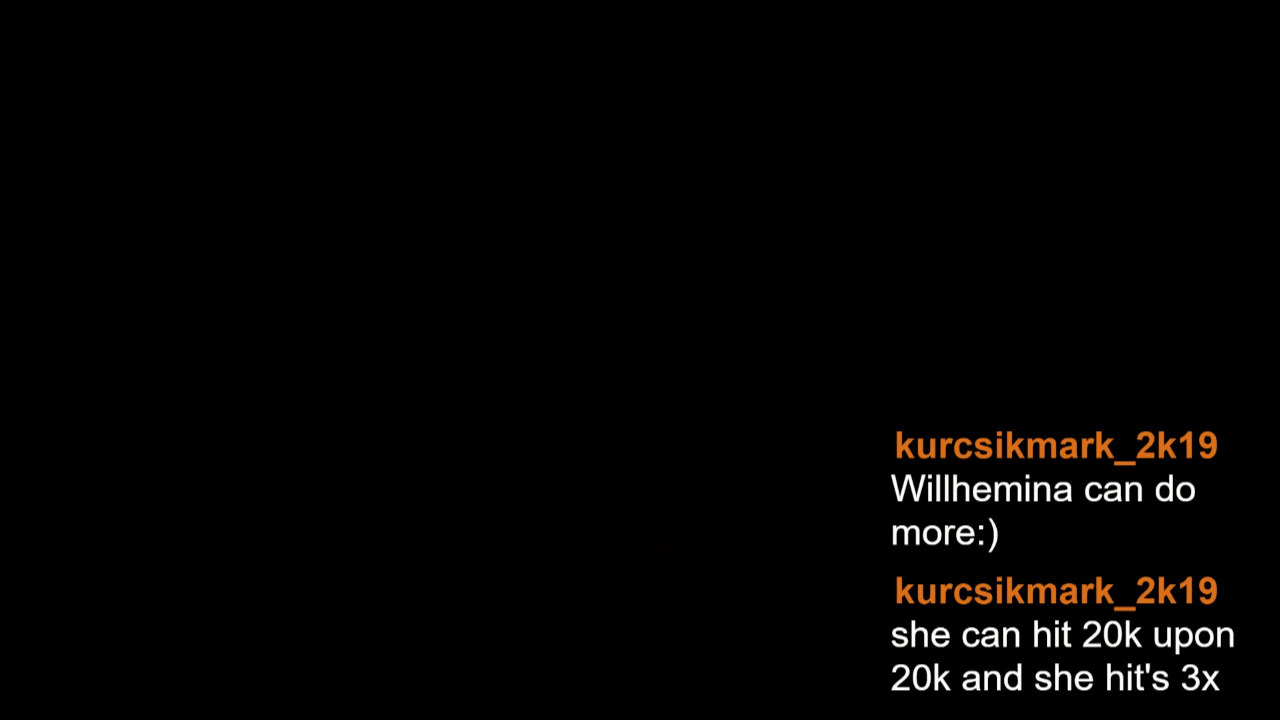 kurcsikmark_2k19
Willhemina can do
more:)
kurcsikmark_2k19
she can hit 20k upon
20k and she hit's 3x